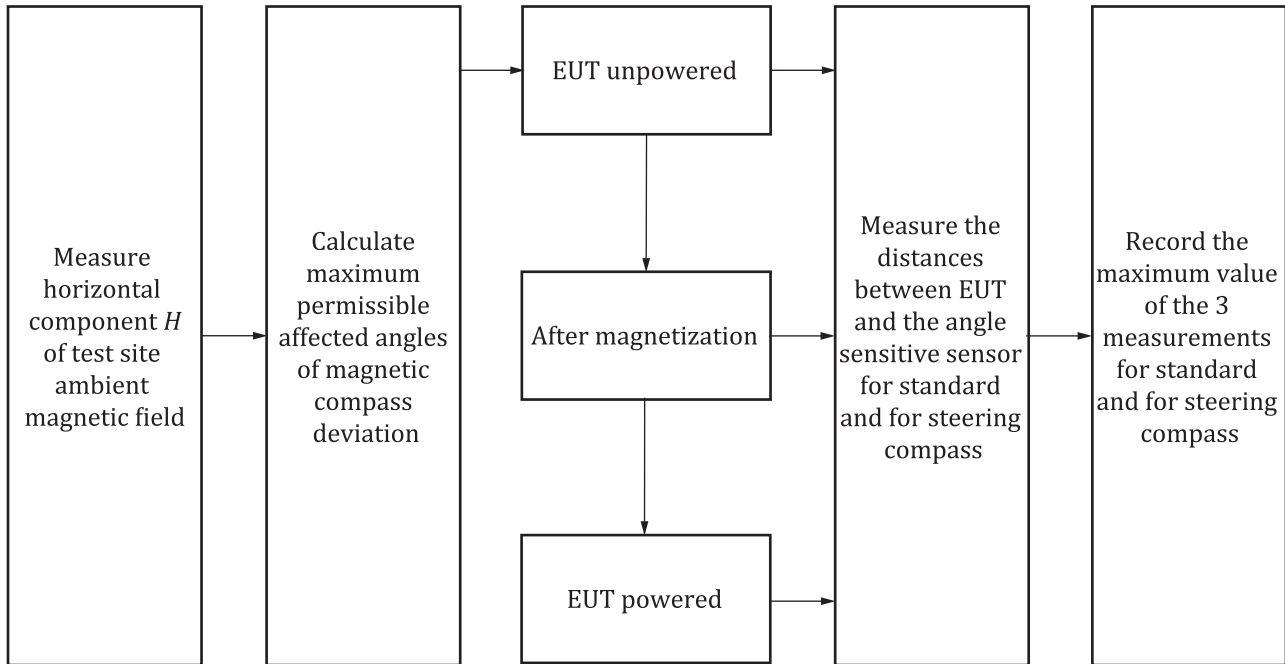 Measure
horizontal
component H
of test site
ambient
magnetic field
Calculate
maximum
permissible
affected angles
of magnetic
compass
deviation
EUT unpowered
After magnetization
EUT powered
Measure the
distances
between EUT
and the angle
sensitive sensor
for standard
and for steering
compass
Record the
maximum value
of the 3
measurements
for standard
and for steering
compass